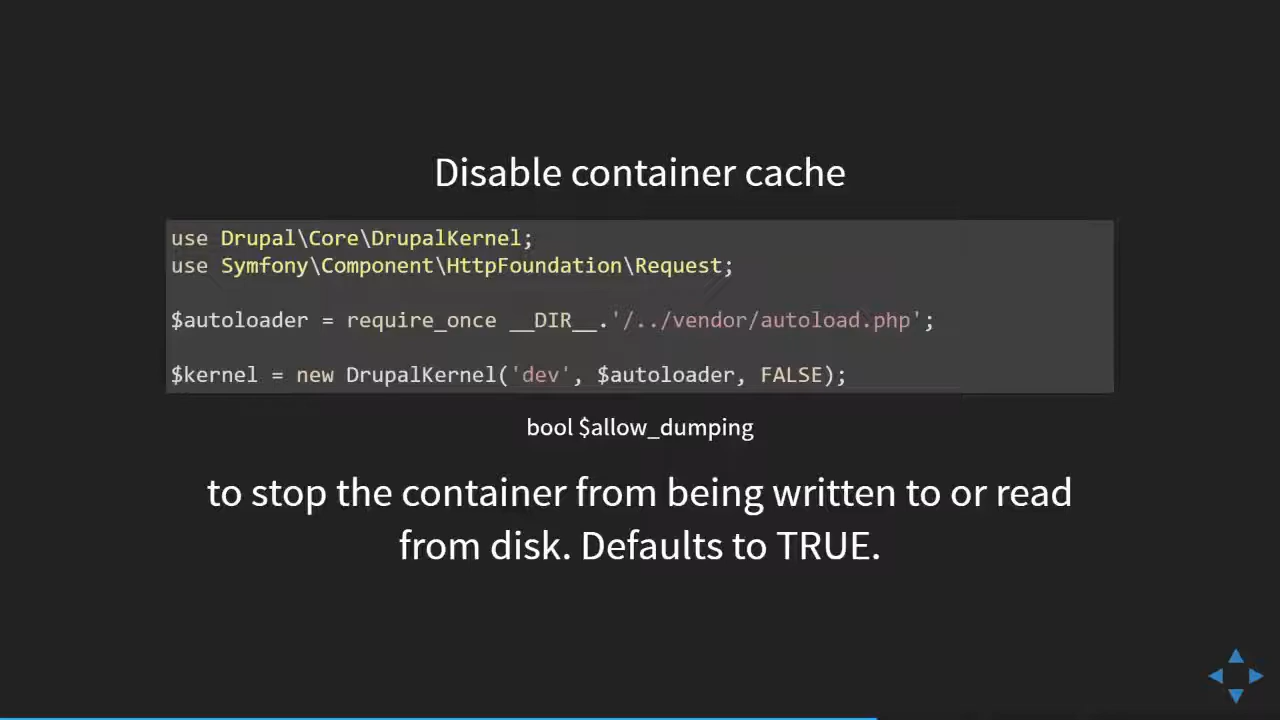 Disable container cache
use Drupal\Core\DrupalKernel;
use Symfony\Component\HttpFoundation\Request;
$autoloader = require_once __DIR__.'/../vendor/autoload.php';
$kernel = new DrupalKernel('dev', $autoloader, FALSE);
bool $allow_dumping
to stop the container from being written to or read
from disk. Defaults to TRUE.